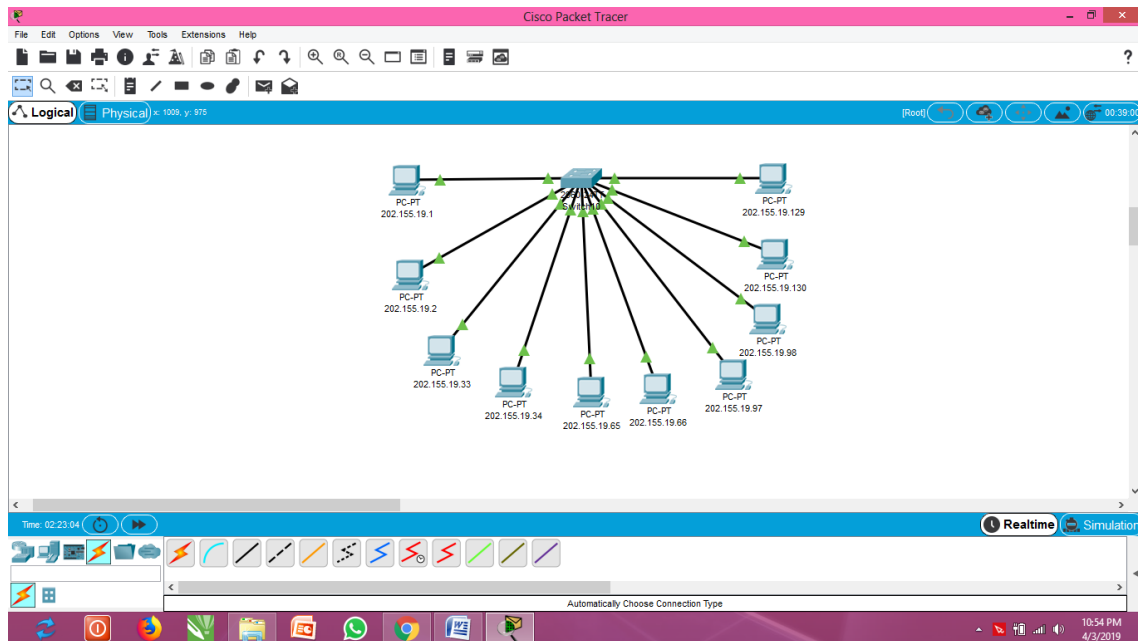 Cisco Packet Tracer
File Edit Options View Tools Extensions Help
?
Logical Physical x: 1009, y: 975 [Root] 00:39:00
PC-PT
202.155.19.1
Switch10
PC-PT
202.155.19.129
PC-PT
202.155.19.2
PC-PT
202.155.19.130
PC-PT
202.155.19.33
PC-PT
202.155.19.98
PC-PT
202.155.19.34
PC-PT
202.155.19.65
PC-PT
202.155.19.66
PC-PT
202.155.19.97
Time: 02:23:04 Realtime Simulation
Automatically Choose Connection Type
10:54 PM
4/3/2019